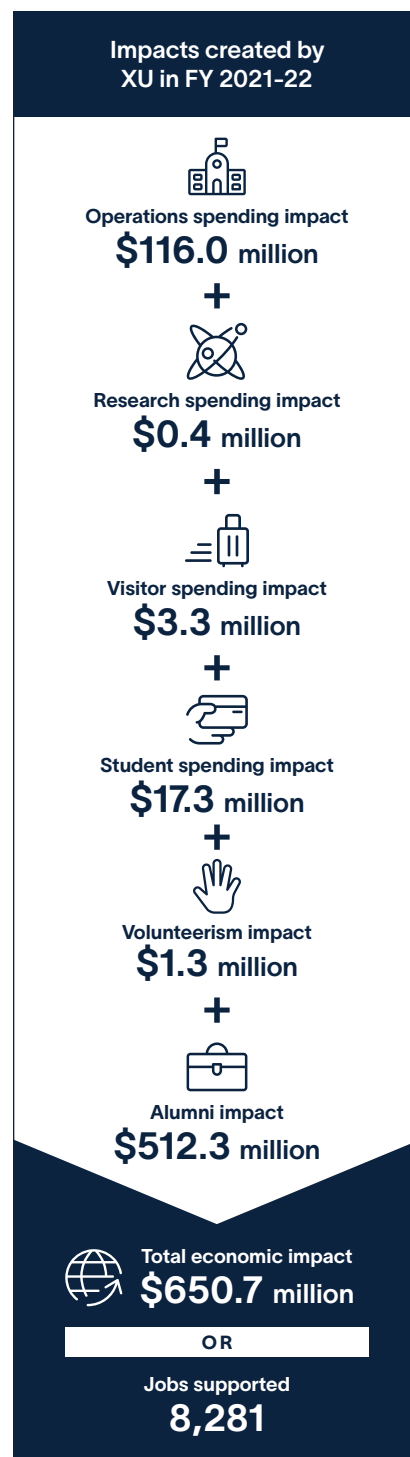 Impacts created by
XU in FY 2021-22
Operations spending impact
$116.0 million
+
Research spending impact
$0.4 million
+
Visitor spending impact
$3.3 million
+
Student spending impact
$17.3 million
+
Volunteerism impact
$1.3 million
+
Alumni impact
$512.3 million
Total economic impact
$650.7 million
OR
Jobs supported
8,281